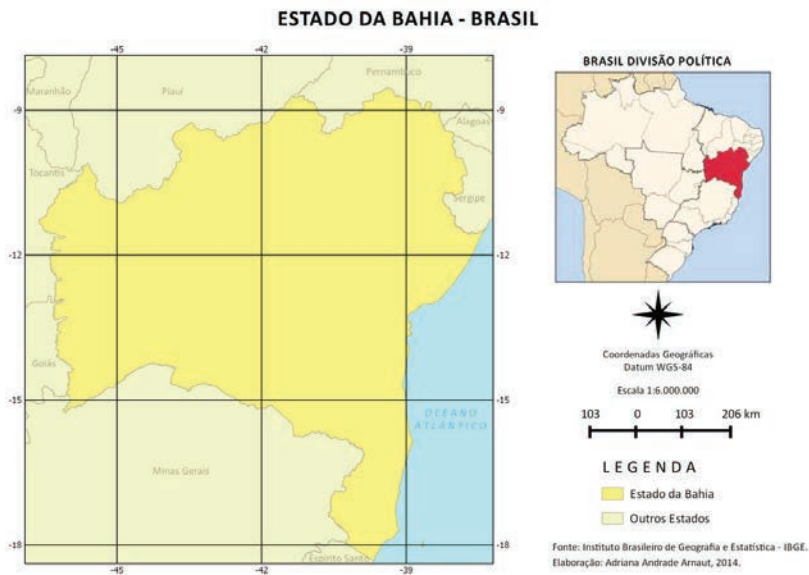 ESTADO DA BAHIA - BRASIL
-45 -42 -39
Maranhão Piauí Pernambuco
-9 -9
Alagoas
Tocantis
Sergipe
-12 -12
Goiás
-15 -15
OCEANO
ATLÂNTICO
Minas Gerais
-18 -18
Espírito Santo
-45 -42 -39
BRASIL DIVISÃO POLÍTICA
Coordenadas Geográficas
Datum WGS-84
Escala 1:6.000.000
103 0 103 206 km
LEGENDA
Estado da Bahia
Outros Estados
Fonte: Instituto Brasileiro de Geografia e Estatística - IBGE.
Elaboração: Adriana Andrade Arnaut, 2014.